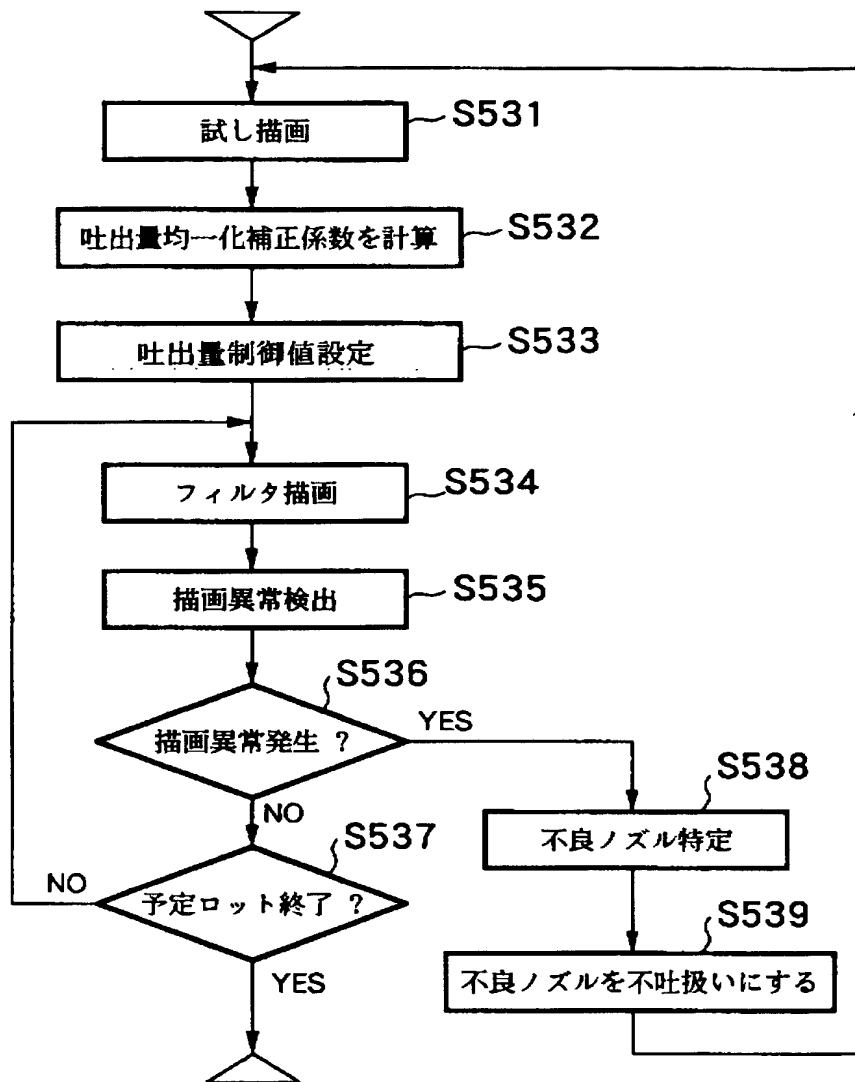 試し描画
S531
吐出量均一化補正係数を計算
S532
吐出量制御値設定
S533
フィルタ描画
S534
描画異常検出
S535
S536
描画異常発生 ?
YES
NO
S537
予定ロット終了 ?
NO
YES
S538
不良ノズル特定
S539
不良ノズルを不吐扱いにする